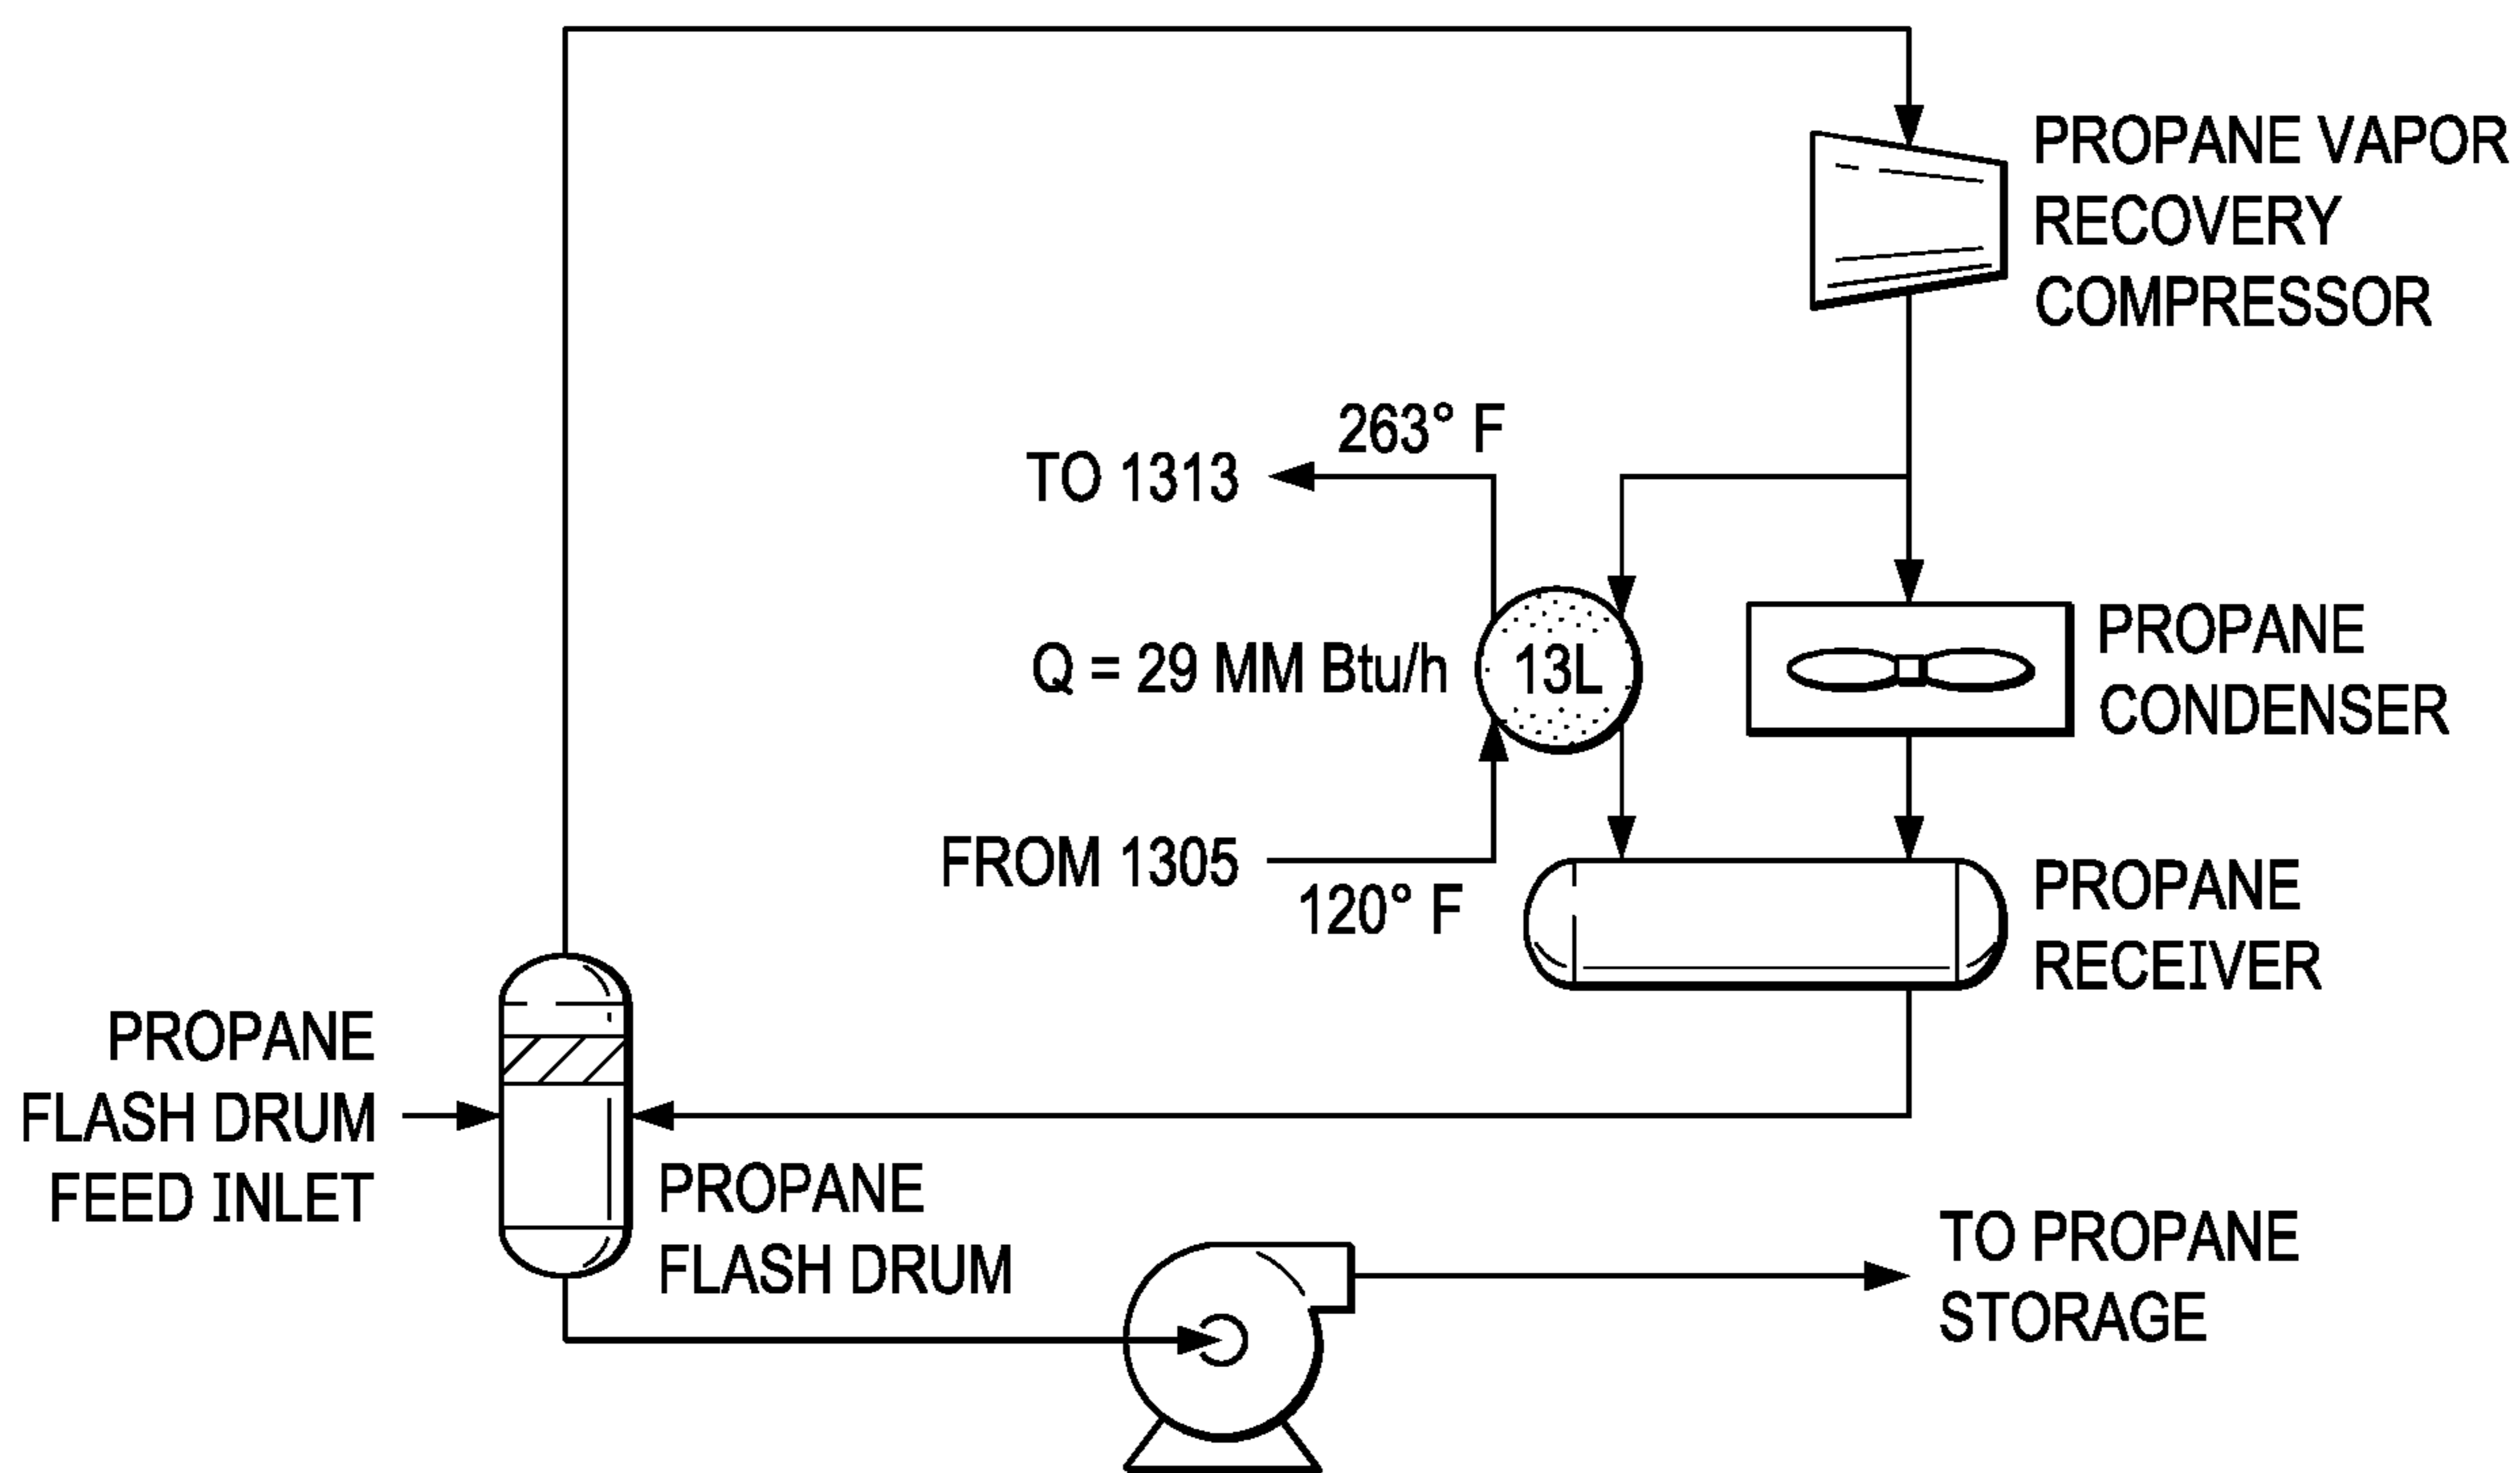 PROPANE VAPOR
RECOVERY
COMPRESSOR
263° F
TO 1313
Q = 29 MM Btu/h
13L
PROPANE
CONDENSER
FROM 1305
120° F
PROPANE
RECEIVER
PROPANE
FLASH DRUM
FEED INLET
PROPANE
FLASH DRUM
TO PROPANE
STORAGE